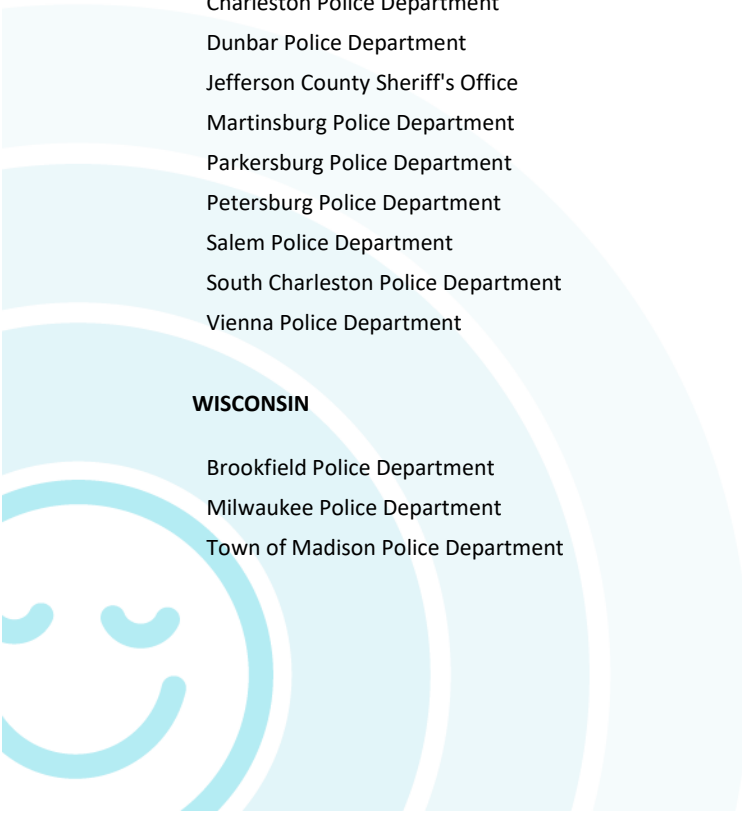 Charleston Police Department
Dunbar Police Department
Jefferson County Sheriff's Office
Martinsburg Police Department
Parkersburg Police Department
Petersburg Police Department
Salem Police Department
South Charleston Police Department
Vienna Police Department
WISCONSIN
Brookfield Police Department
Milwaukee Police Department
Town of Madison Police Department